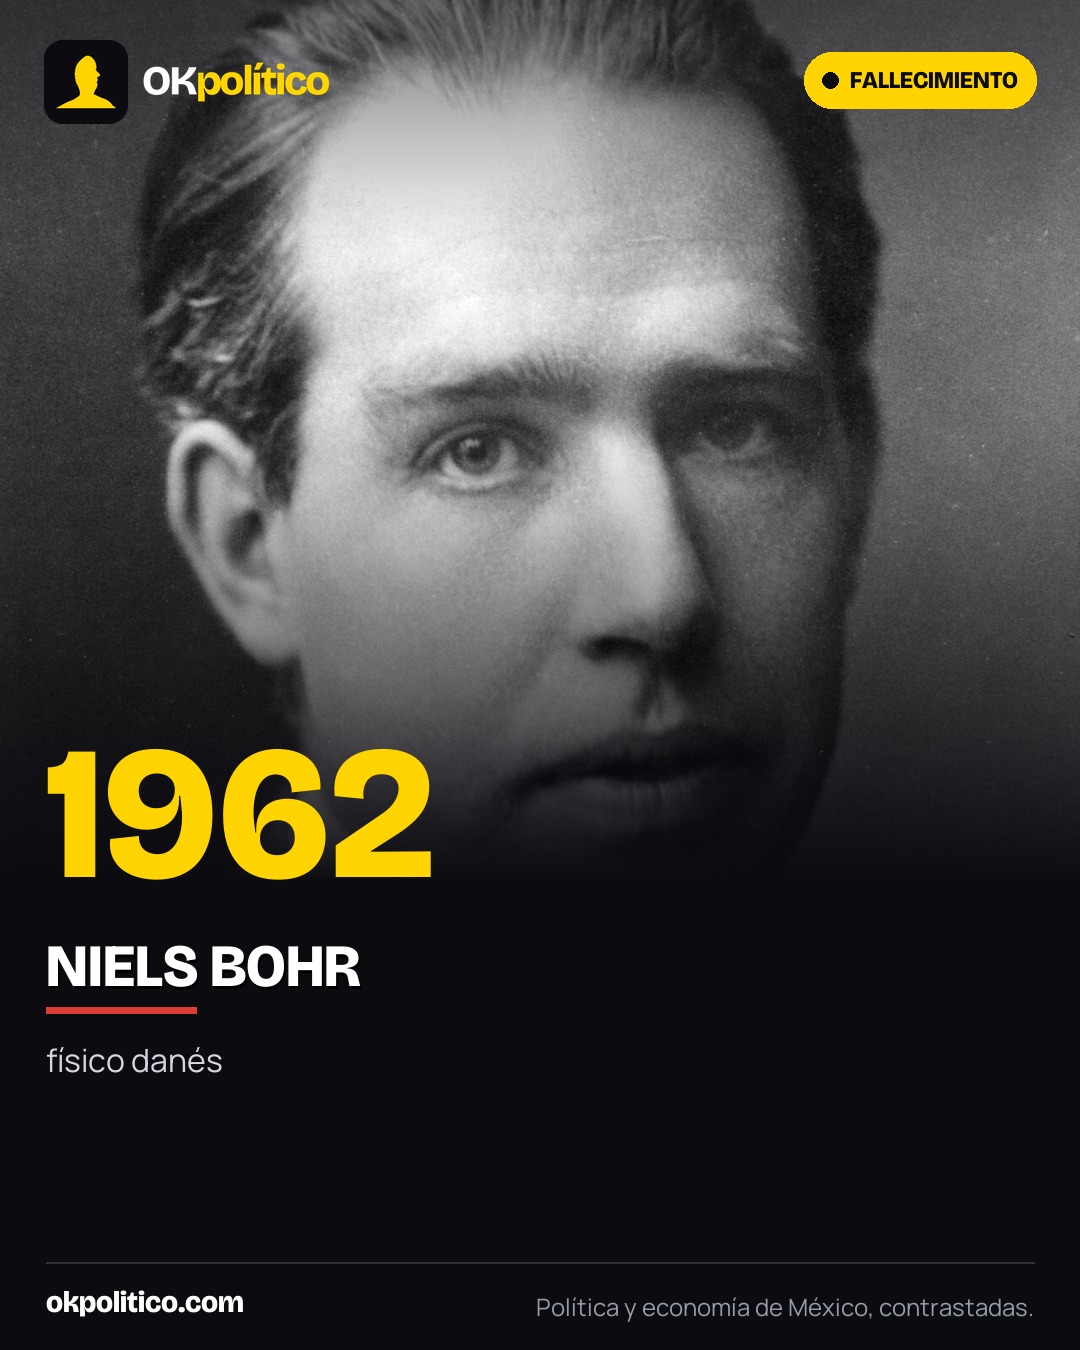 OKpolítico
FALLECIMIENTO
1962
NIELS BOHR
físico danés
okpolitico.com
Política y economía de México, contrastadas.